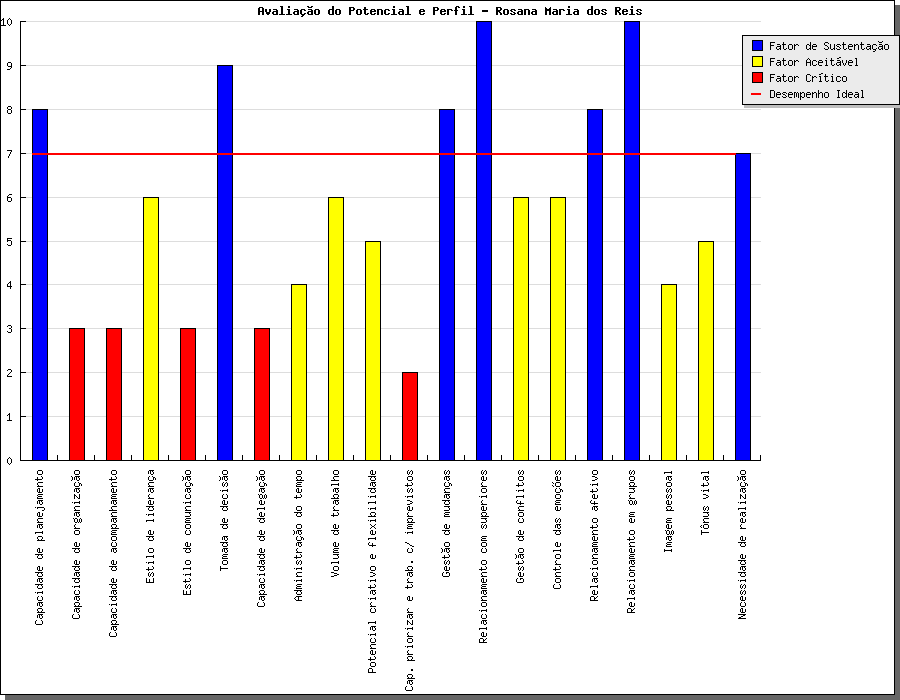 Avaliação do Potencial e Perfil - Rosana Maria dos Reis
10
9
8
7
6
5
4
3
2
1
0
Fator de Sustentação
Fator Aceitável
Fator Crítico
Desempenho Ideal
Capacidade de planejamento
Capacidade de organização
Capacidade de acompanhamento
Estilo de liderança
Estilo de comunicação
Tomada de decisão
Capacidade de delegação
Administração do tempo
Volume de trabalho
Potencial criativo e flexibilidade
Cap. priorizar e trab. c/ imprevistos
Gestão de mudanças
Relacionamento com superiores
Gestão de conflitos
Controle das emoções
Relacionamento afetivo
Relacionamento em grupos
Imagem pessoal
Tônus vital
Necessidade de realização